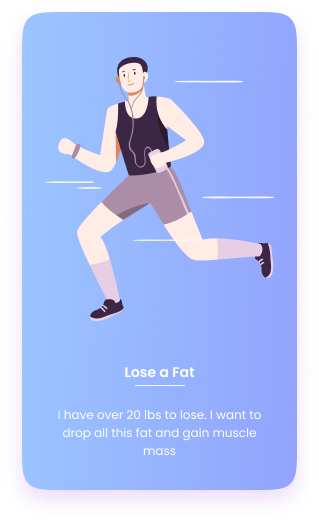 Lose a Fat
I have over 20 lbs to lose. I want to
drop all this fat and gain muscle
mass